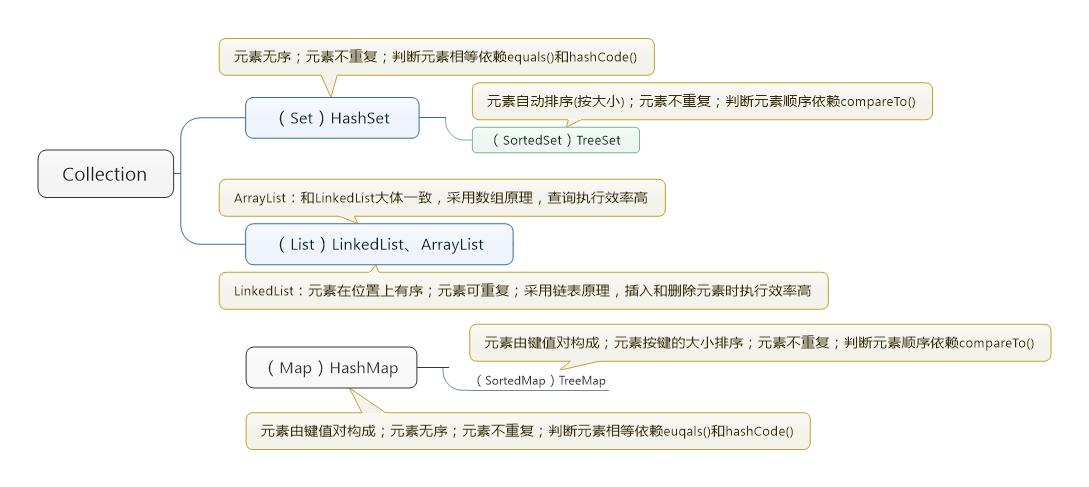 元素无序；元素不重复；判断元素相等依赖equals()和hashCode()
元素自动排序(按大小)；元素不重复；判断元素顺序依赖compareTo()
（Set）HashSet
（SortedSet）TreeSet
Collection
ArrayList：和LinkedList大体一致，采用数组原理，查询执行效率高
（List）LinkedList、ArrayList
LinkedList：元素在位置上有序；元素可重复；采用链表原理，插入和删除元素时执行效率高
元素由键值对构成；元素按键的大小排序；元素不重复；判断元素顺序依赖compareTo()
（Map）HashMap
（SortedMap）TreeMap
元素由键值对构成；元素无序；元素不重复；判断元素相等依赖euqals()和hashCode()